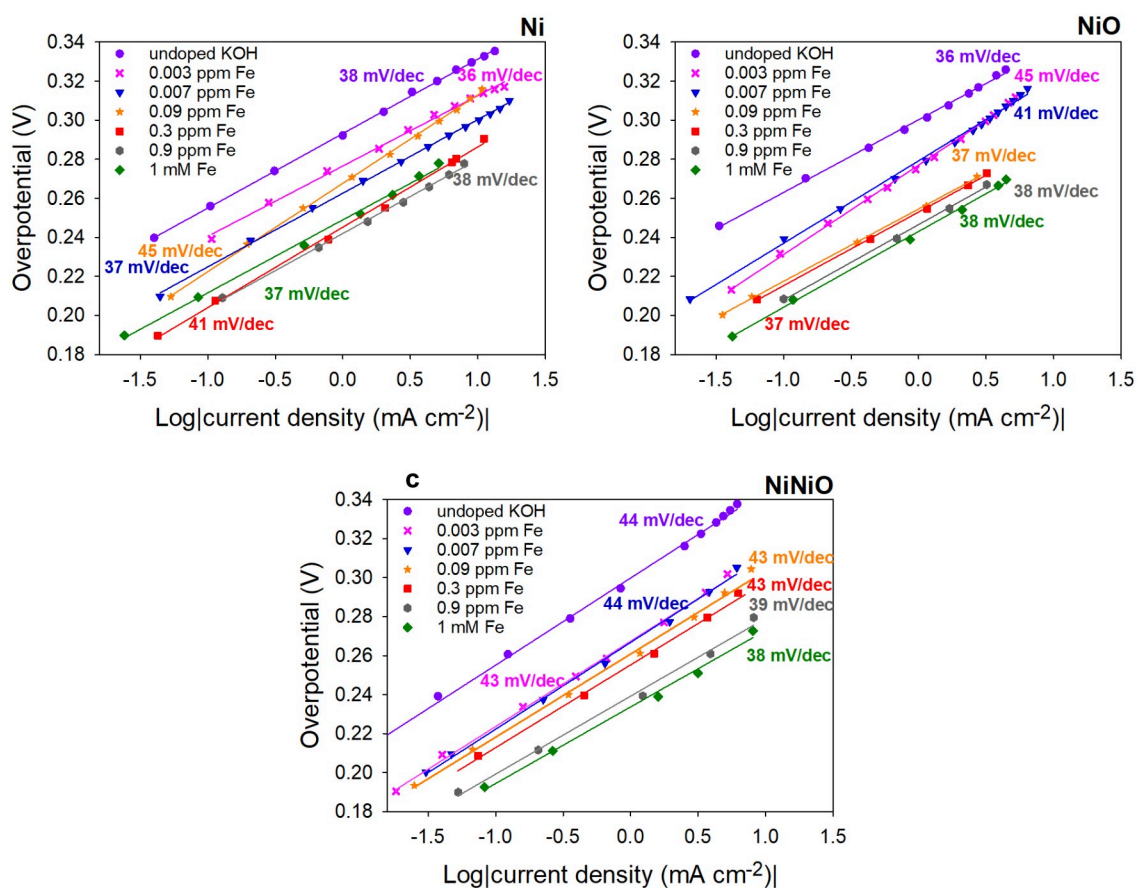 Ni
0.34
0.32
0.30
0.28
0.26
0.24
0.22
0.20
0.18
Overpotential (V)
undoped KOH
0.003 ppm Fe
0.007 ppm Fe
0.09 ppm Fe
0.3 ppm Fe
0.9 ppm Fe
1 mM Fe
38 mV/dec
36 mV/dec
38 mV/dec
45 mV/dec
37 mV/dec
37 mV/dec
41 mV/dec
-1.5 -1.0 -0.5 0.0 0.5 1.0 1.5
Log|current density (mA cm-2)|
NiO
0.34
0.32
0.30
0.28
0.26
0.24
0.22
0.20
0.18
Overpotential (V)
undoped KOH
0.003 ppm Fe
0.007 ppm Fe
0.09 ppm Fe
0.3 ppm Fe
0.9 ppm Fe
1 mM Fe
36 mV/dec
45 mV/dec
41 mV/dec
37 mV/dec
38 mV/dec
38 mV/dec
37 mV/dec
-1.5 -1.0 -0.5 0.0 0.5 1.0 1.5
Log|current density (mA cm-2)|
c
NiNiO
0.34
0.32
0.30
0.28
0.26
0.24
0.22
0.20
0.18
Overpotential (V)
undoped KOH
0.003 ppm Fe
0.007 ppm Fe
0.09 ppm Fe
0.3 ppm Fe
0.9 ppm Fe
1 mM Fe
44 mV/dec
43 mV/dec
43 mV/dec
44 mV/dec
39 mV/dec
43 mV/dec
38 mV/dec
-1.5 -1.0 -0.5 0.0 0.5 1.0 1.5
Log|current density (mA cm-2)|